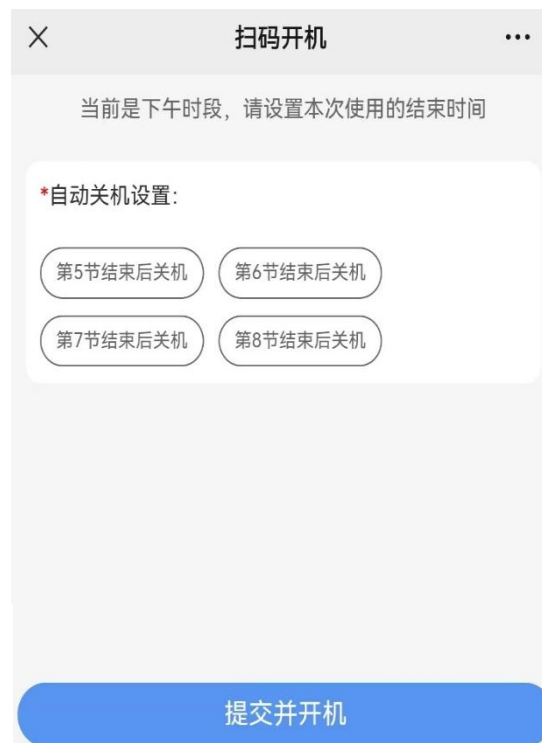 扫码开机
当前是下午时段，请设置本次使用的结束时间
*自动关机设置:
第5节结束后关机 第6节结束后关机
第7节结束后关机 第8节结束后关机
提交并开机